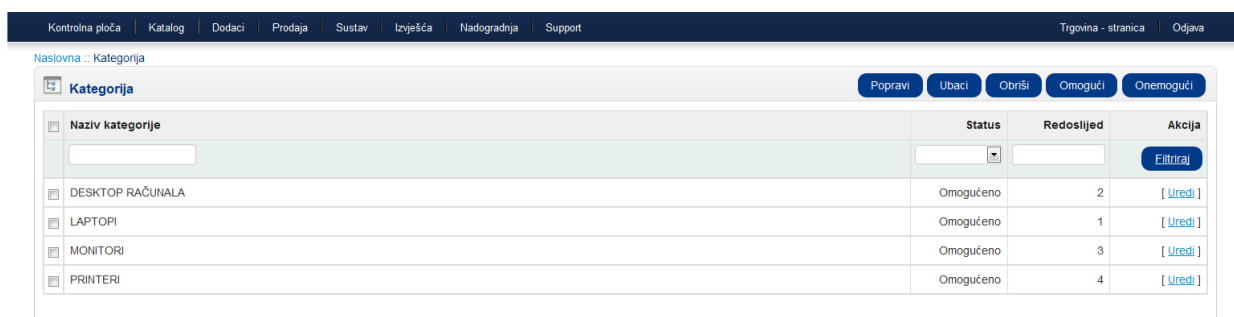 Kontrolna ploča Katalog Dodaci Prodaja Sustav Izvješća Nadogradnja Support Trgovina - stranica Odjava
Naslovna :: Kategorija
Kategorija Popravi Ubaci Obriši Omogući Onemogući
Naziv kategorije Status Redoslijed Akcija
Filtriraj
DESKTOP RAČUNALA Omogućeno 2 [ Uredi ]
LAPTOPI Omogućeno 1 [ Uredi ]
MONITORI Omogućeno 3 [ Uredi ]
PRINTERI Omogućeno 4 [ Uredi ]